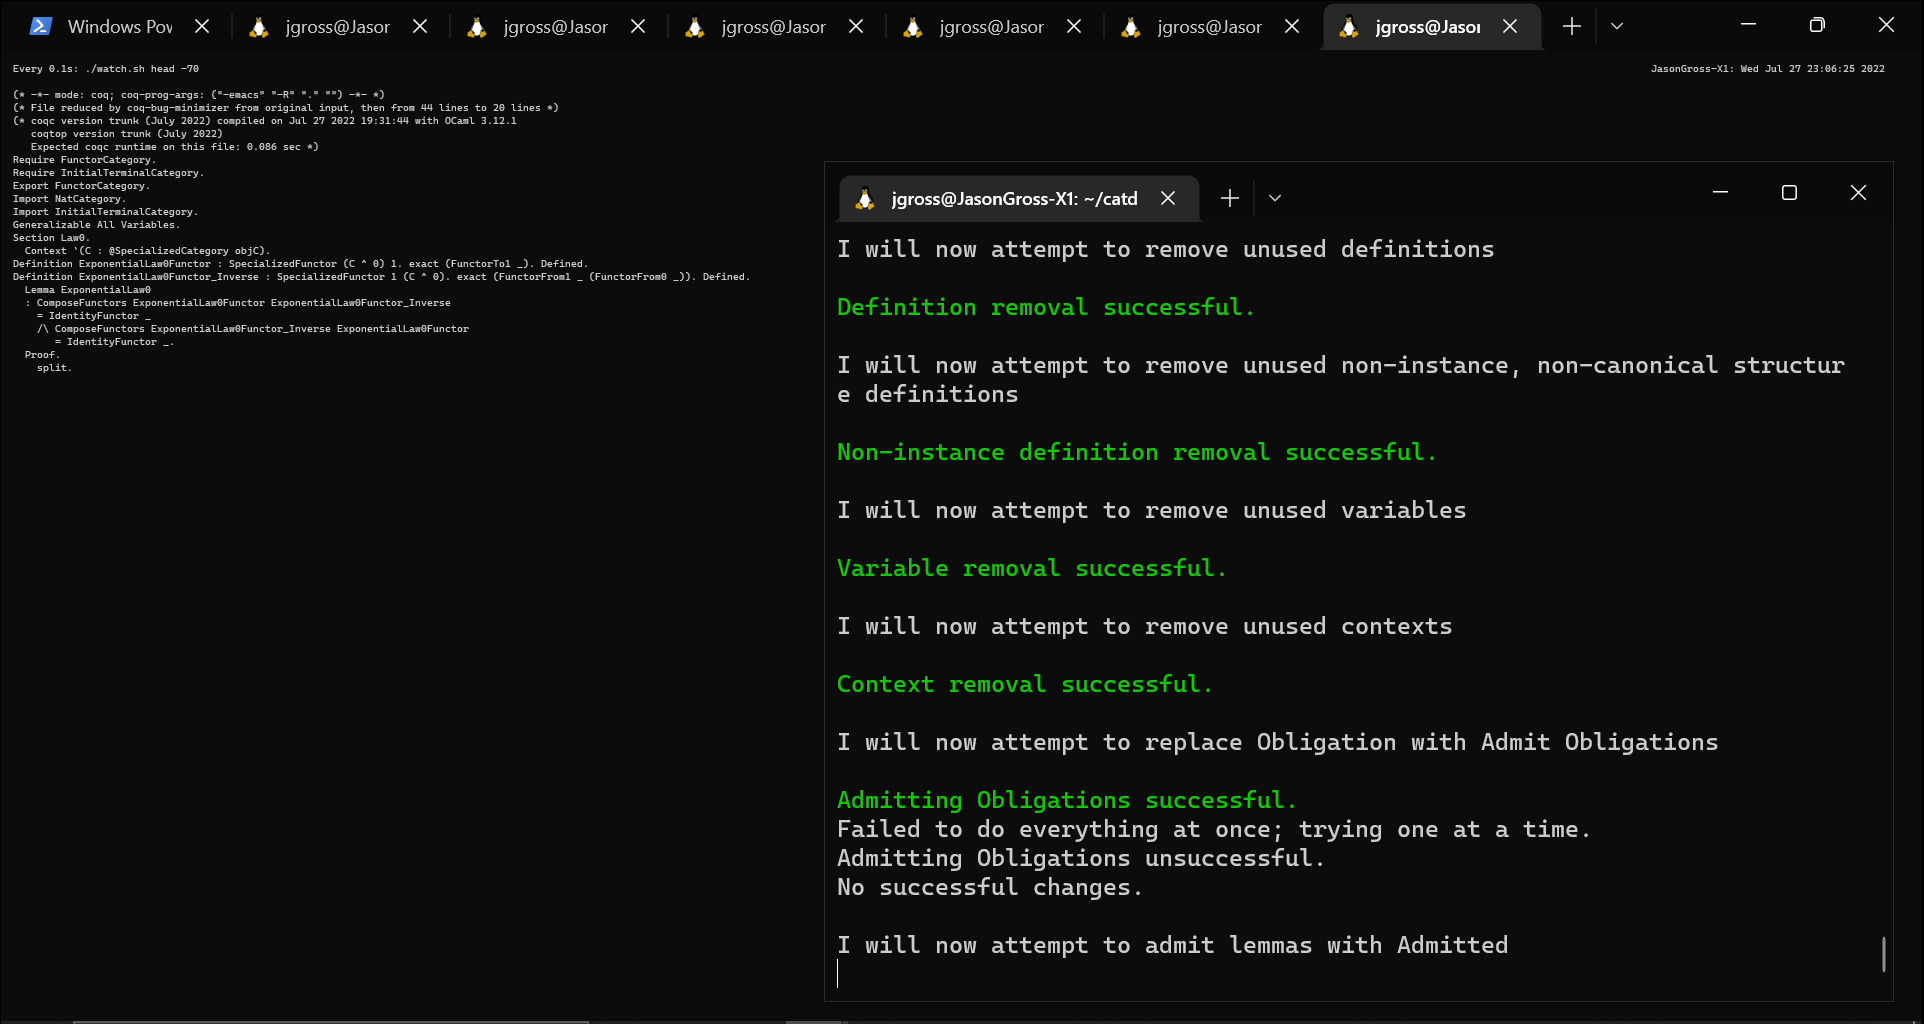 Windows Pov
jgross@Jasor
jgross@Jasor
jgross@Jasor
jgross@Jasor
jgross@Jasor
jgross@Jasor
Every 0.1s: ./watch.sh head -70
JasonGross-X1: Wed Jul 27 23:06:25 2022
(* -*- mode: coq; coq-prog-args: ("-emacs" "-R" "." "") -*- *)
(* File reduced by coq-bug-minimizer from original input, then from 44 lines to 20 lines *)
(* coqc version trunk (July 2022) compiled on Jul 27 2022 19:31:44 with OCaml 3.12.1
coqtop version trunk (July 2022)
Expected coqc runtime on this file: 0.086 sec *)
Require FunctorCategory.
Require InitialTerminalCategory.
Export FunctorCategory.
Import NatCategory.
Import InitialTerminalCategory.
Generalizable All Variables.
Section Law0.
Context `(C : @SpecializedCategory objC).
Definition ExponentialLaw0Functor : SpecializedFunctor (C ^ 0) 1. exact (FunctorTo1 _). Defined.
Definition ExponentialLaw0Functor_Inverse : SpecializedFunctor 1 (C ^ 0). exact (FunctorFrom1 _ (FunctorFrom0 _)). Defined.
Lemma ExponentialLaw0
: ComposeFunctors ExponentialLaw0Functor ExponentialLaw0Functor_Inverse
= IdentityFunctor _
/\ ComposeFunctors ExponentialLaw0Functor_Inverse ExponentialLaw0Functor
= IdentityFunctor _.
Proof.
split.
jgross@JasonGross-X1: ~/catd
I will now attempt to remove unused definitions
Definition removal successful.
I will now attempt to remove unused non-instance, non-canonical structur
e definitions
Non-instance definition removal successful.
I will now attempt to remove unused variables
Variable removal successful.
I will now attempt to remove unused contexts
Context removal successful.
I will now attempt to replace Obligation with Admit Obligations
Admitting Obligations successful.
Failed to do everything at once; trying one at a time.
Admitting Obligations unsuccessful.
No successful changes.
I will now attempt to admit lemmas with Admitted